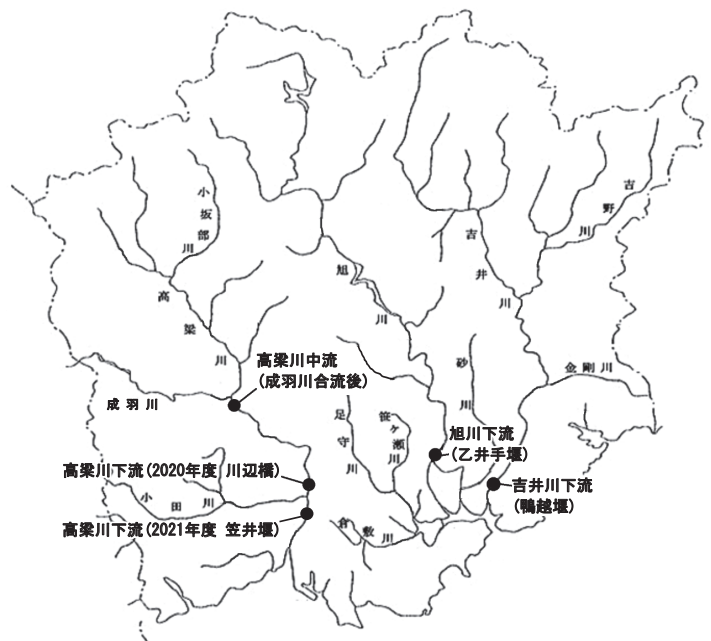 小坂部川
高梁川
旭川
吉井川
吉野川
金剛川
砂川
高梁川中流
(成羽川合流後)
成羽川
足守川
笹ヶ瀬川
旭川下流
(乙井手堰)
高梁川下流(2020年度 川辺橋)
吉井川下流
(鴨越堰)
小田川
高梁川下流(2021年度 笠井堰)
倉敷川